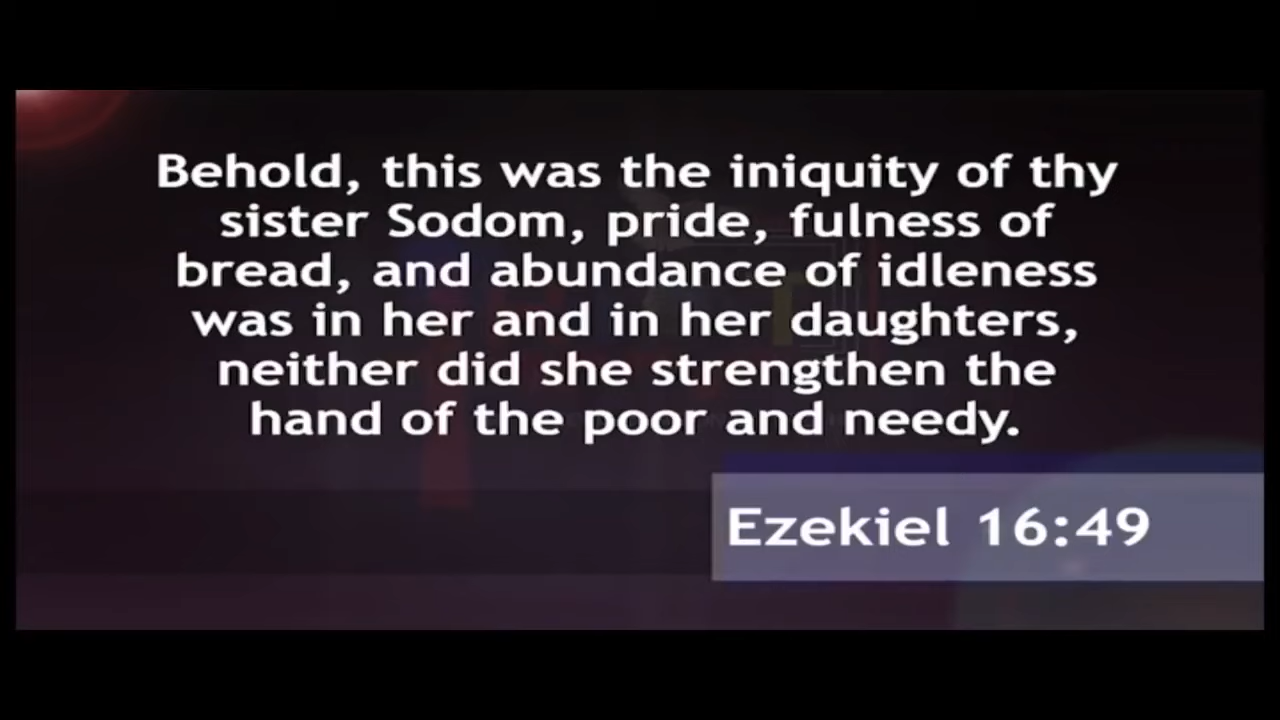 Behold, this was the iniquity of thy
sister Sodom, pride, fulness of
bread, and abundance of idleness
was in her and in her daughters,
neither did she strengthen the
hand of the poor and needy.
Ezekiel 16:49